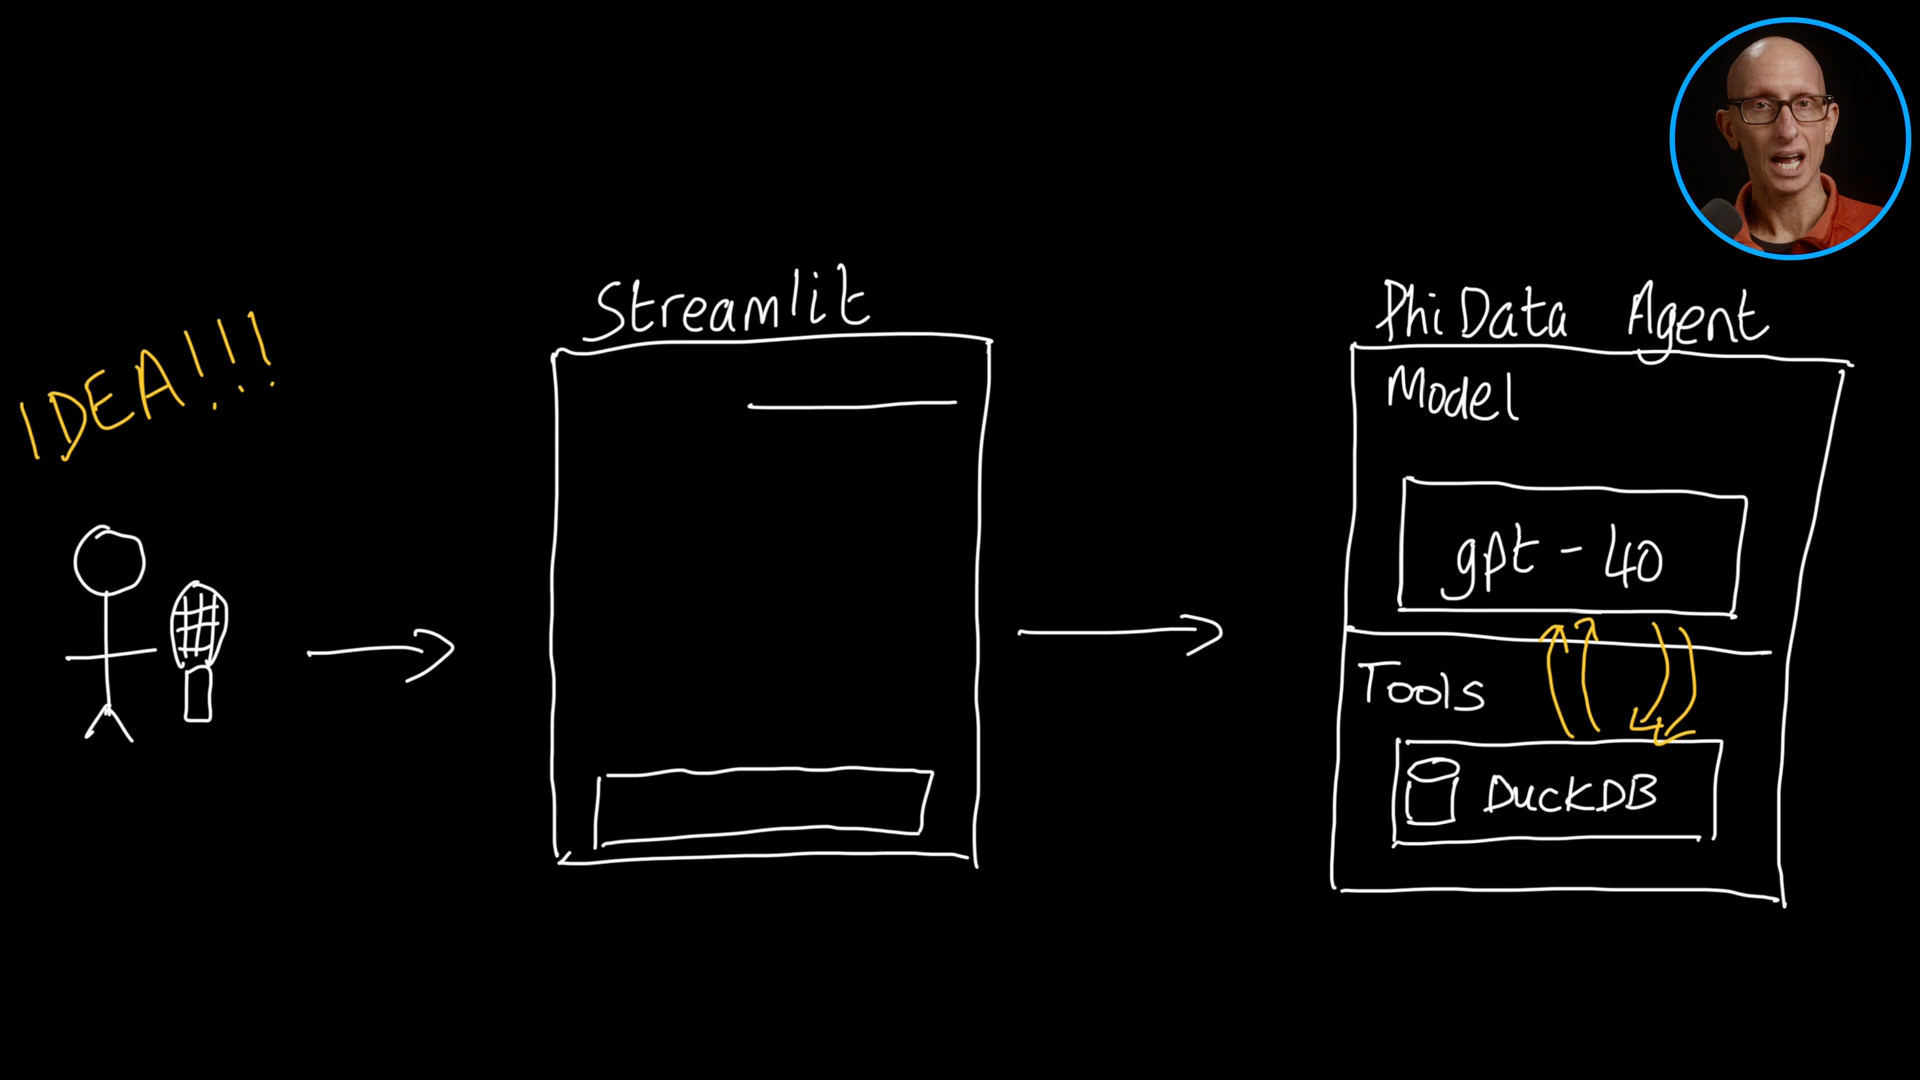 IDEA!!!
Streamlit
PhiData Agent
Model
gpt-4o
Tools
DuckDB